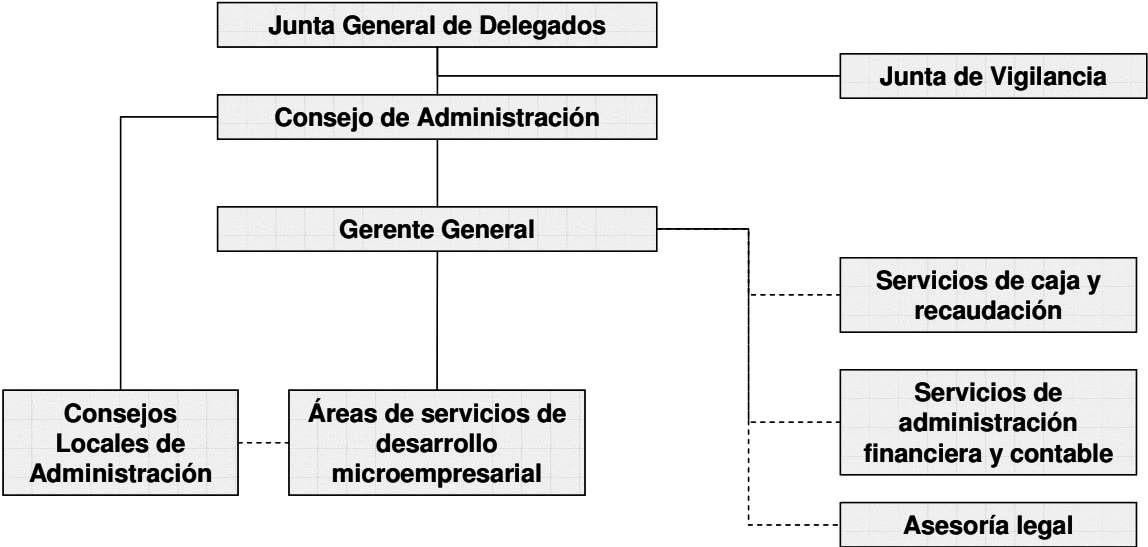 Junta General de Delegados
Junta de Vigilancia
Consejo de Administración
Gerente General
Servicios de caja y
recaudación
Servicios de
administración
financiera y contable
Consejos
Locales de
Administración
Áreas de servicios de
desarrollo
microempresarial
Asesoría legal